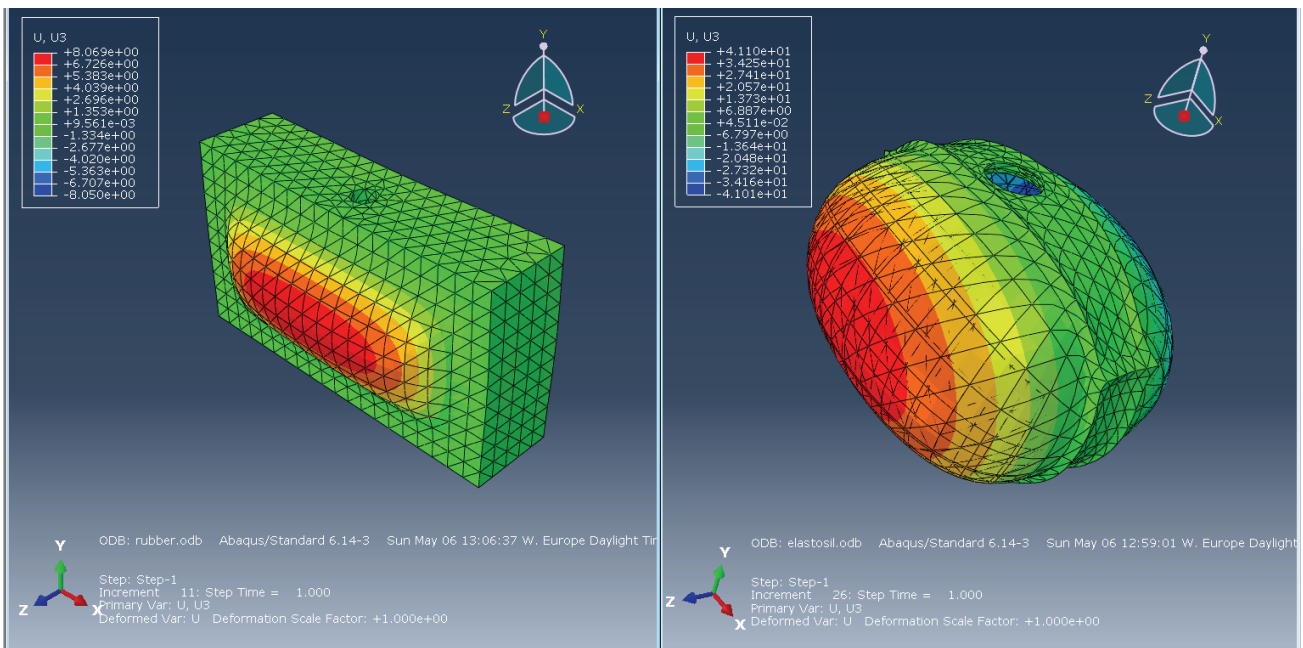 U, U3
+8.069e+00
+6.726e+00
+5.383e+00
+4.039e+00
+2.696e+00
+1.353e+00
+9.561e-03
-1.334e+00
-2.677e+00
-4.020e+00
-5.363e+00
-6.707e+00
-8.050e+00
Y
Z
X
ODB: rubber.odb Abaqus/Standard 6.14-3 Sun May 06 13:06:37 W. Europe Daylight Tir
Y
Z
X
Step: Step-1
Increment 11: Step Time = 1.000
Primary Var: U, U3
Deformed Var: U Deformation Scale Factor: +1.000e+00
U, U3
+4.110e+01
+3.425e+01
+2.741e+01
+2.057e+01
+1.373e+01
+6.887e+00
+4.511e-02
-6.797e+00
-1.364e+01
-2.048e+01
-2.732e+01
-3.416e+01
-4.101e+01
Y
Z
X
ODB: elastosil.odb Abaqus/Standard 6.14-3 Sun May 06 12:59:01 W. Europe Daylight
Y
Z
X
Step: Step-1
Increment 26: Step Time = 1.000
Primary Var: U, U3
Deformed Var: U Deformation Scale Factor: +1.000e+00